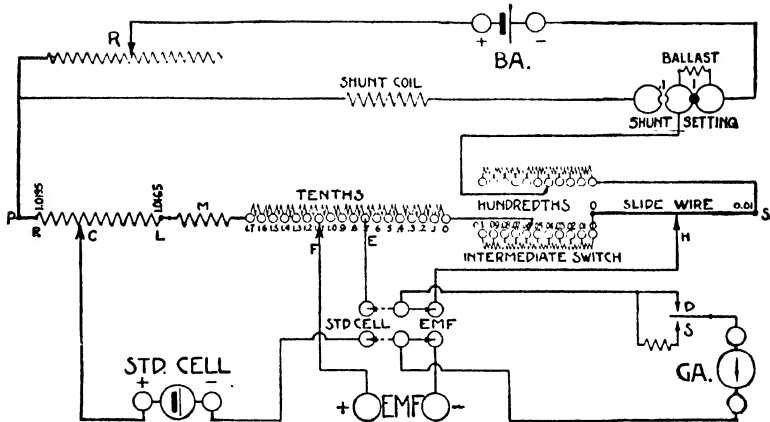 R
+ -
BA.
BALLAST
SHUNT COIL
.1 1
SHUNT SETTING
1.0195
1.0165
M
TENTHS
HUNDREDTHS
0
SLIDE WIRE
0.01
P
S
R
C
L
1.7 1.6 1.5 1.4 1.3 1.2 1.1 1.0 .9 .8 .7 .6 .5 .4 .3 .2 .1 0
F
E
H
INTERMEDIATE SWITCH
STD CELL
EMF
D
S
STD. CELL
+ -
+ EMF -
GA.